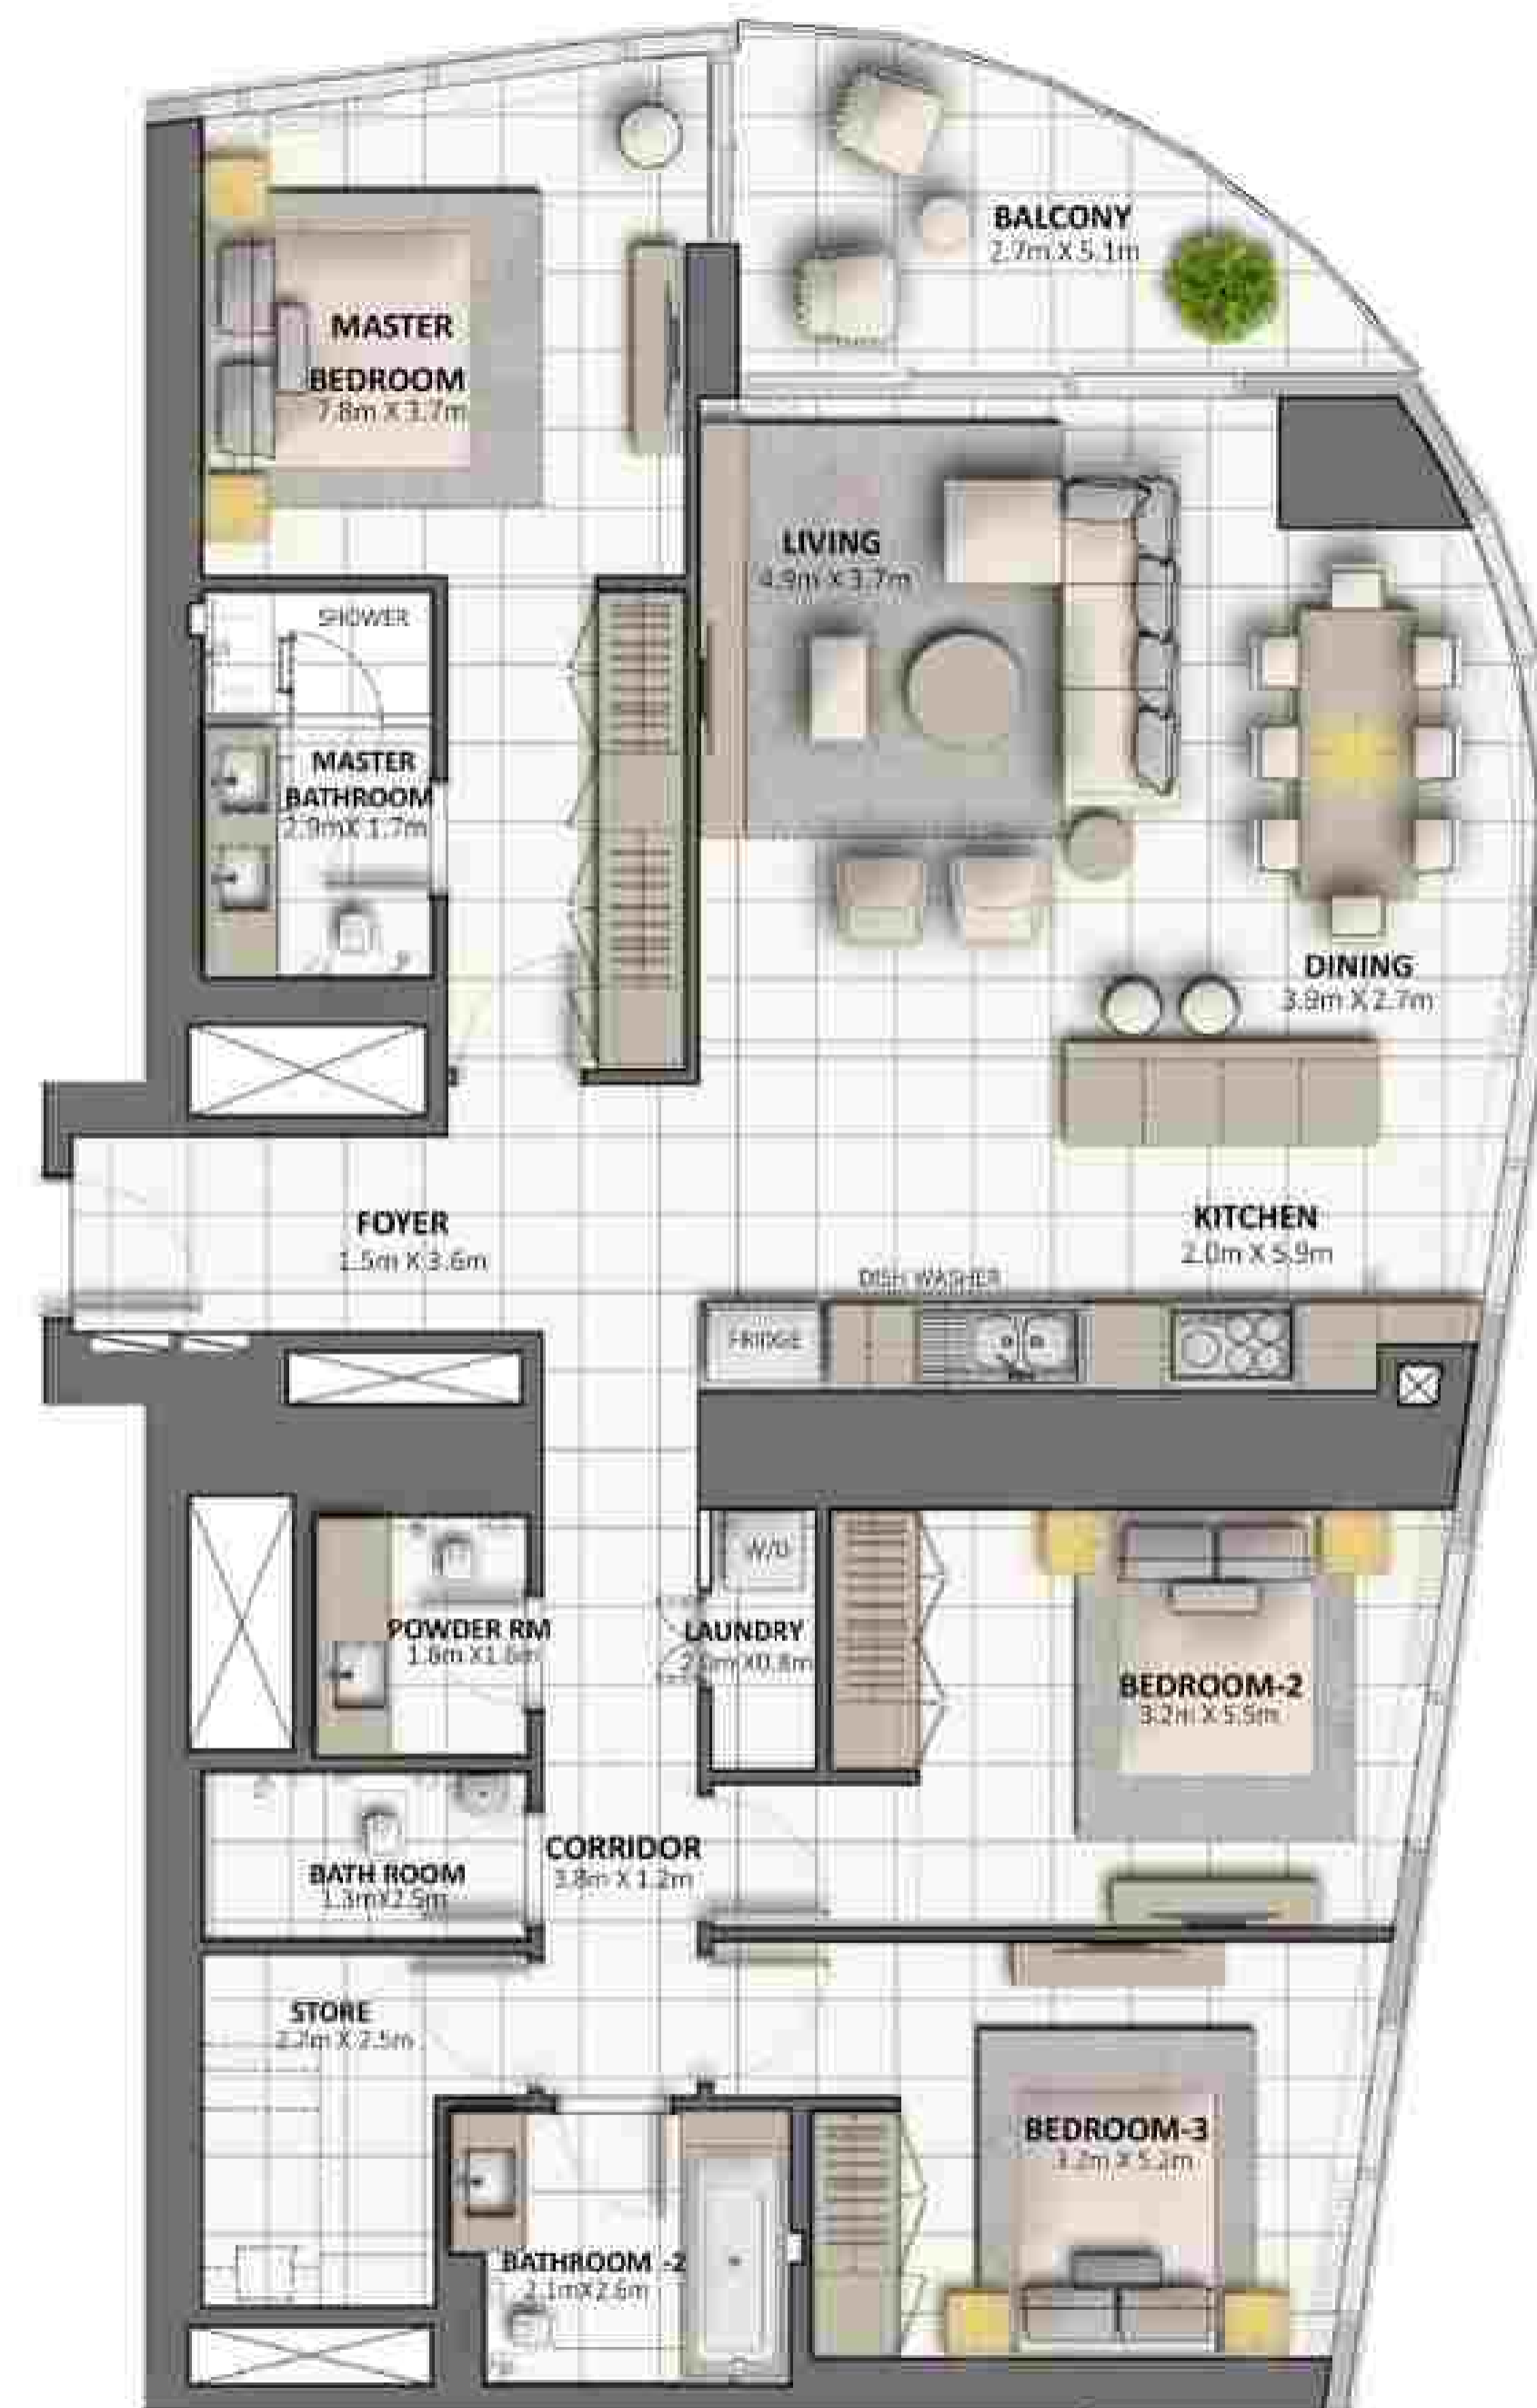 BALCONY
2.7m X 5.1m
MASTER
BEDROOM
7.8m X 3.7m
LIVING
4.9m X 3.7m
SHOWER
MASTER
BATHROOM
2.9mX 1.7m
DINING
3.9m X 2.7m
FOYER
1.5m X 3.6m
KITCHEN
2.0m X 5.9m
DISH WASHER
FRIDGE
W/D
POWDER RM
1.6m X1.6m
LAUNDRY
BEDROOM-2
3.2m X 5.5m
CORRIDOR
3.8m X 1.2m
BATH ROOM
1.3mX2.5m
STORE
2.2m X 2.5m
BEDROOM-3
3.2m X 5.2m
BATHROOM -2
2.1mX2.6m